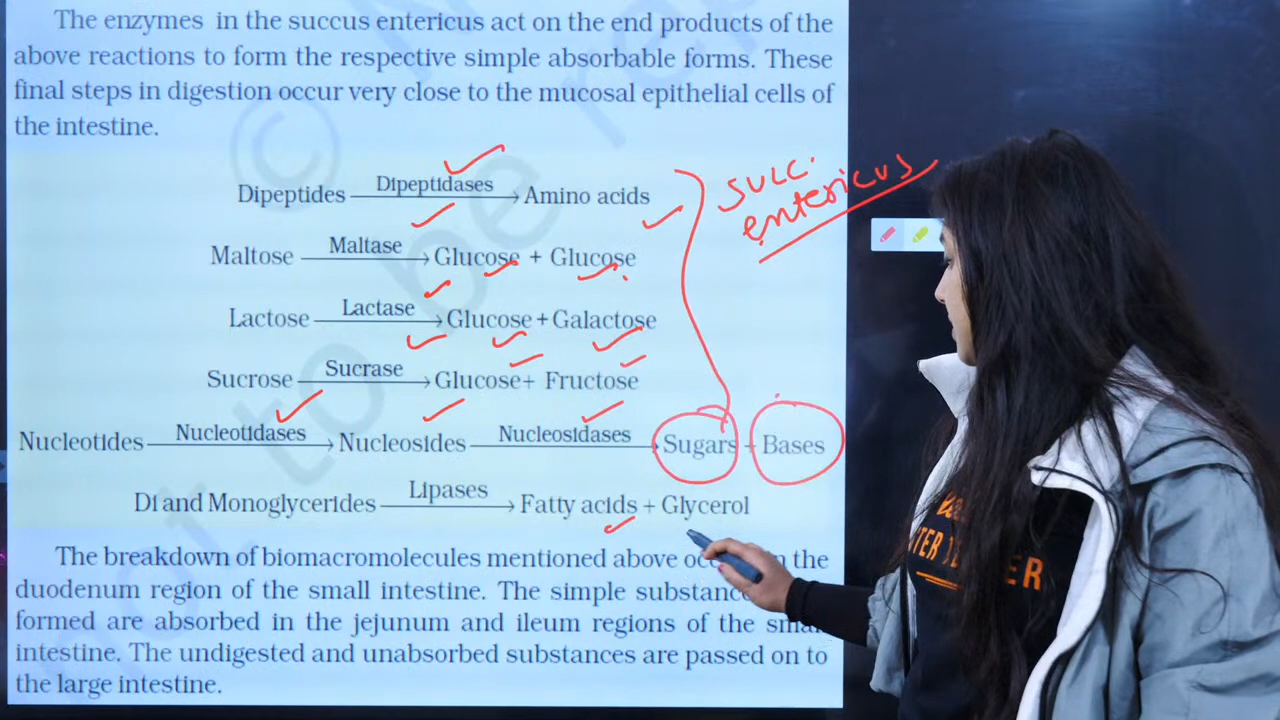 The enzymes in the succus entericus act on the end products of the
above reactions to form the respective simple absorbable forms. These
final steps in digestion occur very close to the mucosal epithelial cells of
the intestine.
Dipeptides Dipeptidases Amino acids
Maltose Maltase Glucose + Glucose
Lactose Lactase Glucose + Galactose
Sucrose Sucrase Glucose + Fructose
Nucleotides Nucleotidases Nucleosides Nucleosidases Sugars + Bases
Di and Monoglycerides Lipases Fatty acids + Glycerol
succ.
entericus
The breakdown of biomacromolecules mentioned above the
duodenum region of the small intestine. The simple
formed are absorbed in the jejunum and ileum regions of the
intestine. The undigested and unabsorbed substances are passed on to
the large intestine.
© N
not to be rep
ER